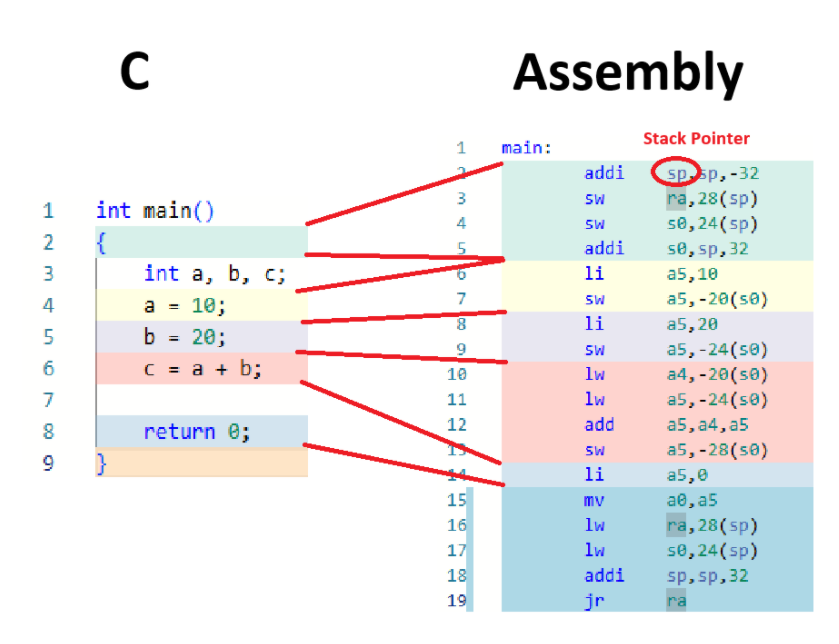 C
Assembly
Stack Pointer
1 int main()
2 {
3 int a, b, c;
4 a = 10;
5 b = 20;
6 c = a + b;
7
8 return 0;
9 }
1 main:
2 addi sp,sp,-32
3 sw ra,28(sp)
4 sw s0,24(sp)
5 addi s0,sp,32
6 li a5,10
7 sw a5,-20(s0)
8 li a5,20
9 sw a5,-24(s0)
10 lw a4,-20(s0)
11 lw a5,-24(s0)
12 add a5,a4,a5
13 sw a5,-28(s0)
14 li a5,0
15 mv a0,a5
16 lw ra,28(sp)
17 lw s0,24(sp)
18 addi sp,sp,32
19 jr ra